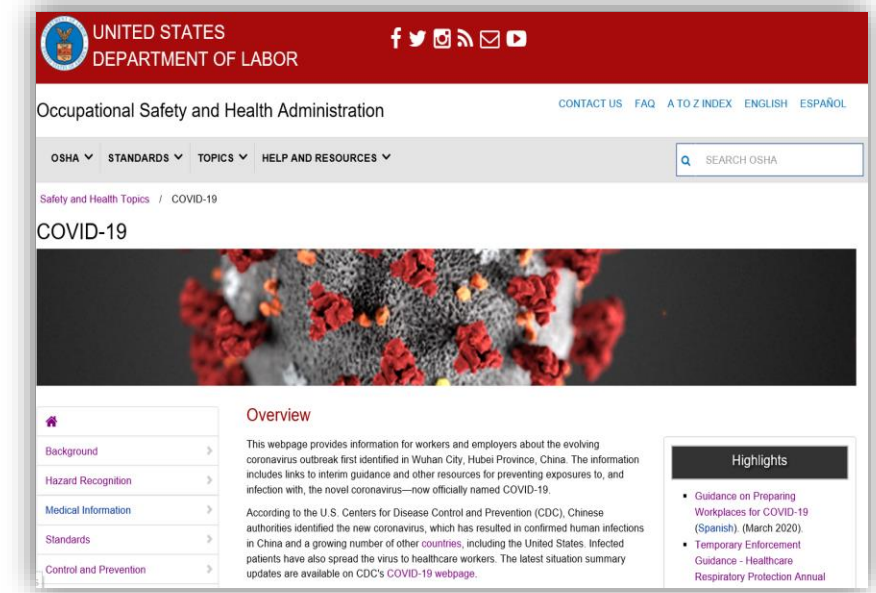 UNITED STATES
DEPARTMENT OF LABOR
Occupational Safety and Health Administration
CONTACT US FAQ A TO Z INDEX ENGLISH ESPAÑOL
OSHA STANDARDS TOPICS HELP AND RESOURCES
SEARCH OSHA
Safety and Health Topics / COVID-19
COVID-19
Background
Hazard Recognition
Medical Information
Standards
Control and Prevention
Overview
This webpage provides information for workers and employers about the evolving
coronavirus outbreak first identified in Wuhan City, Hubei Province, China. The information
includes links to interim guidance and other resources for preventing exposures to, and
infection with, the novel coronavirus—now officially named COVID-19.
According to the U.S. Centers for Disease Control and Prevention (CDC), Chinese
authorities identified the new coronavirus, which has resulted in confirmed human infections
in China and a growing number of other countries, including the United States. Infected
patients have also spread the virus to healthcare workers. The latest situation summary
updates are available on CDC's COVID-19 webpage.
Highlights
Guidance on Preparing
Workplaces for COVID-19
(Spanish). (March 2020).
Temporary Enforcement
Guidance - Healthcare
Respiratory Protection Annual